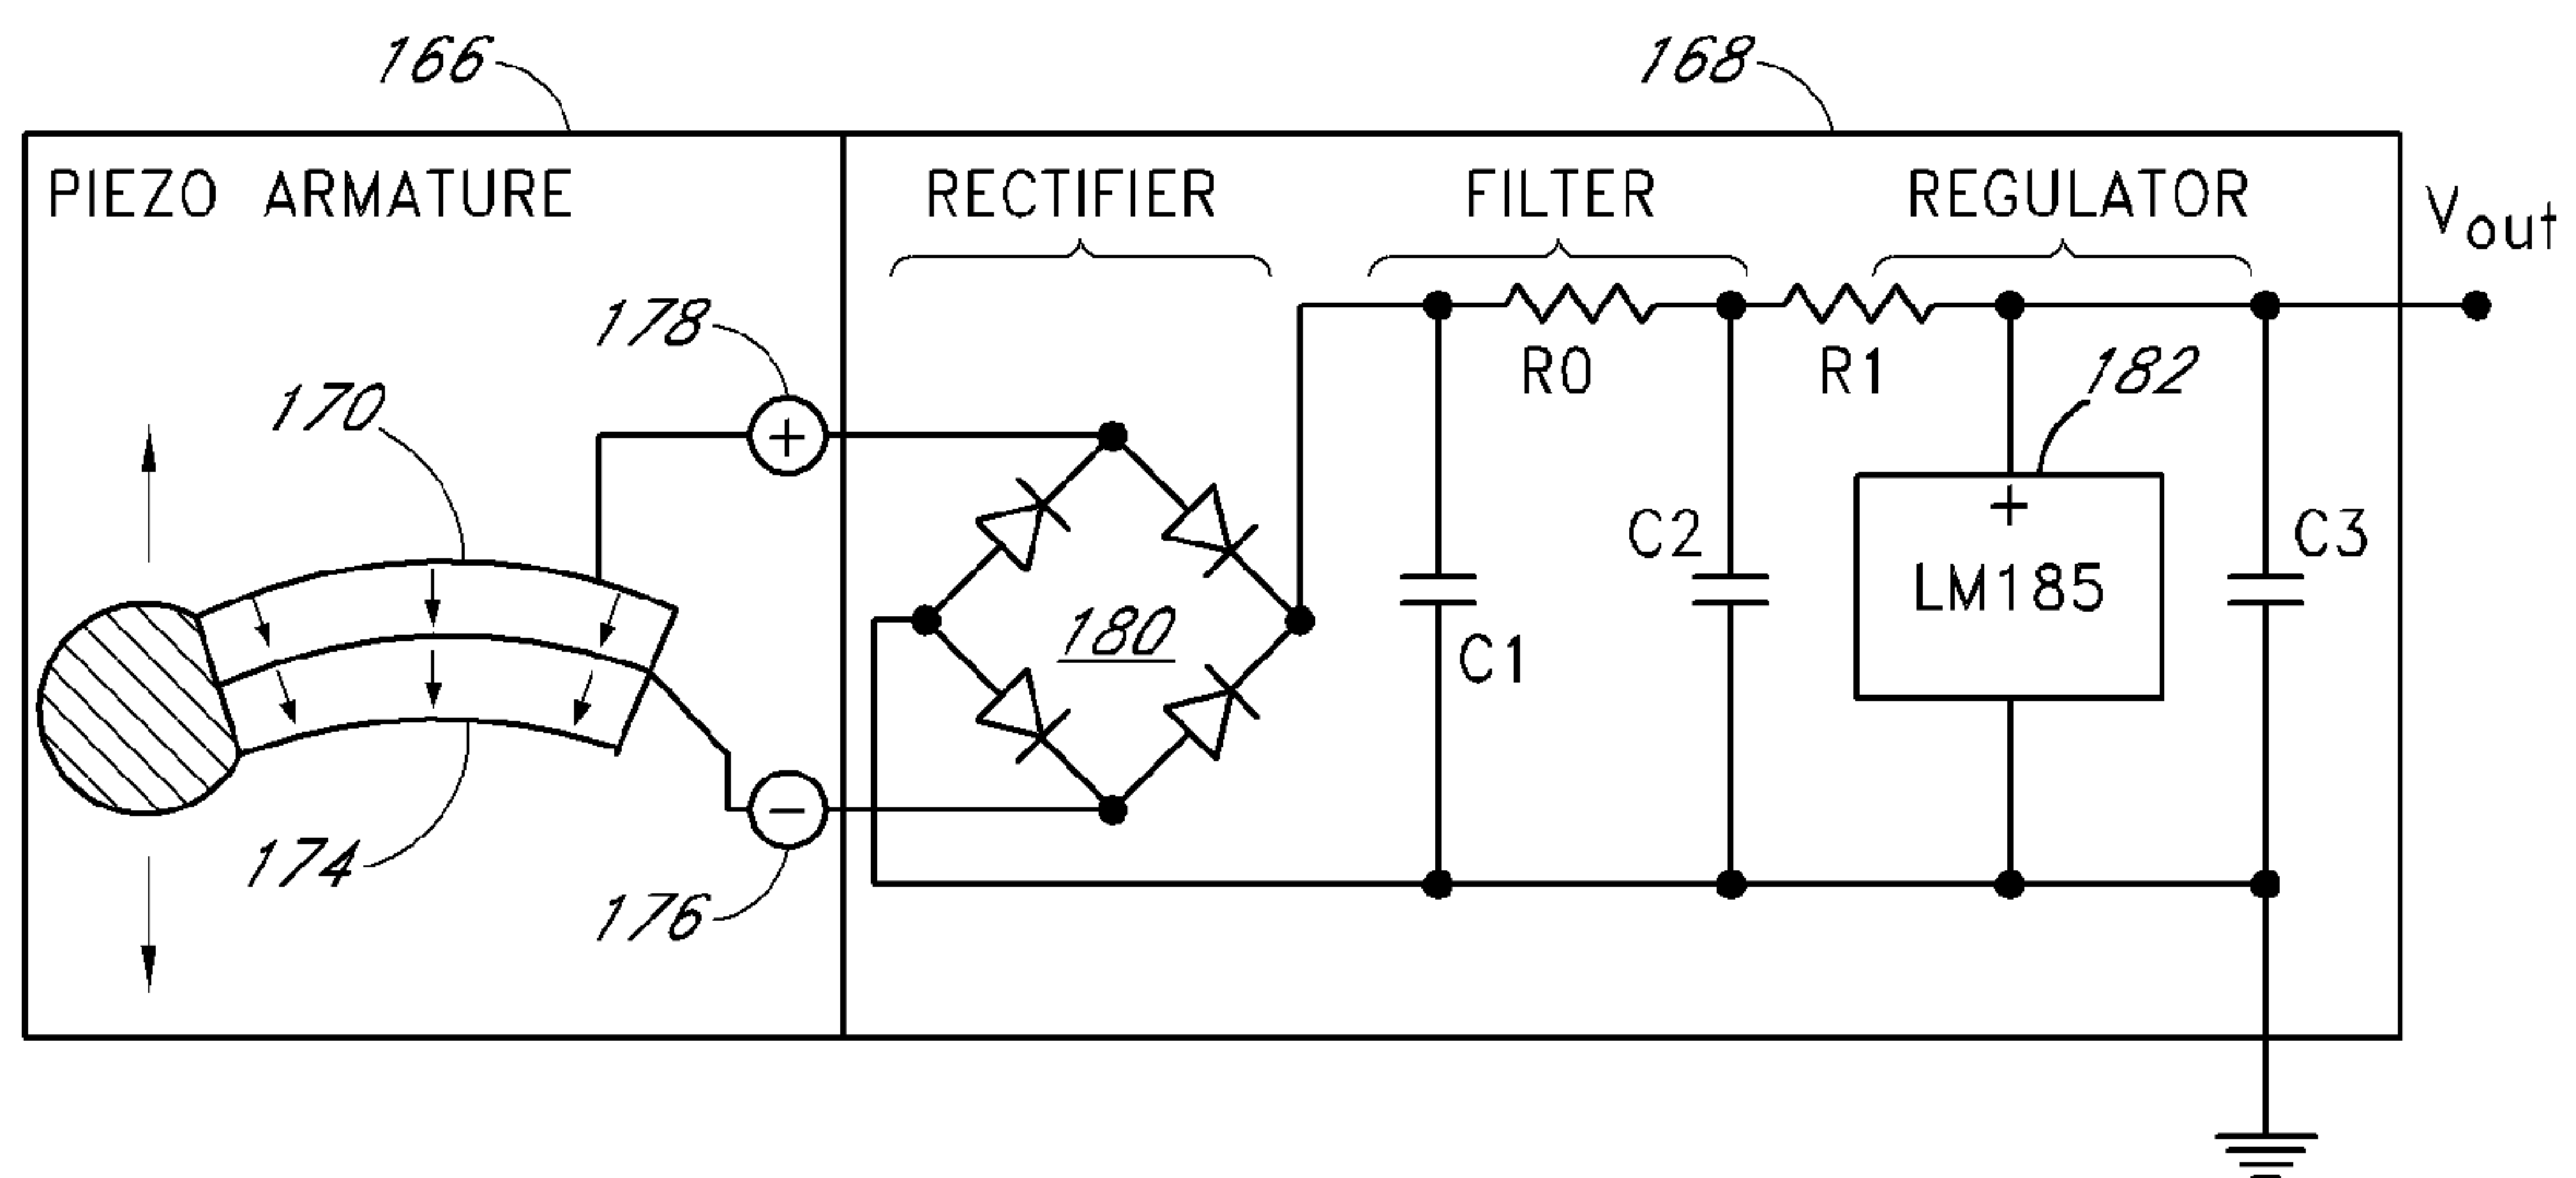 166
168
PIEZO ARMATURE
RECTIFIER
FILTER
REGULATOR
Vout
178
+
170
R0
R1
182
+
C2
LM185
C3
180
C1
174
−
176